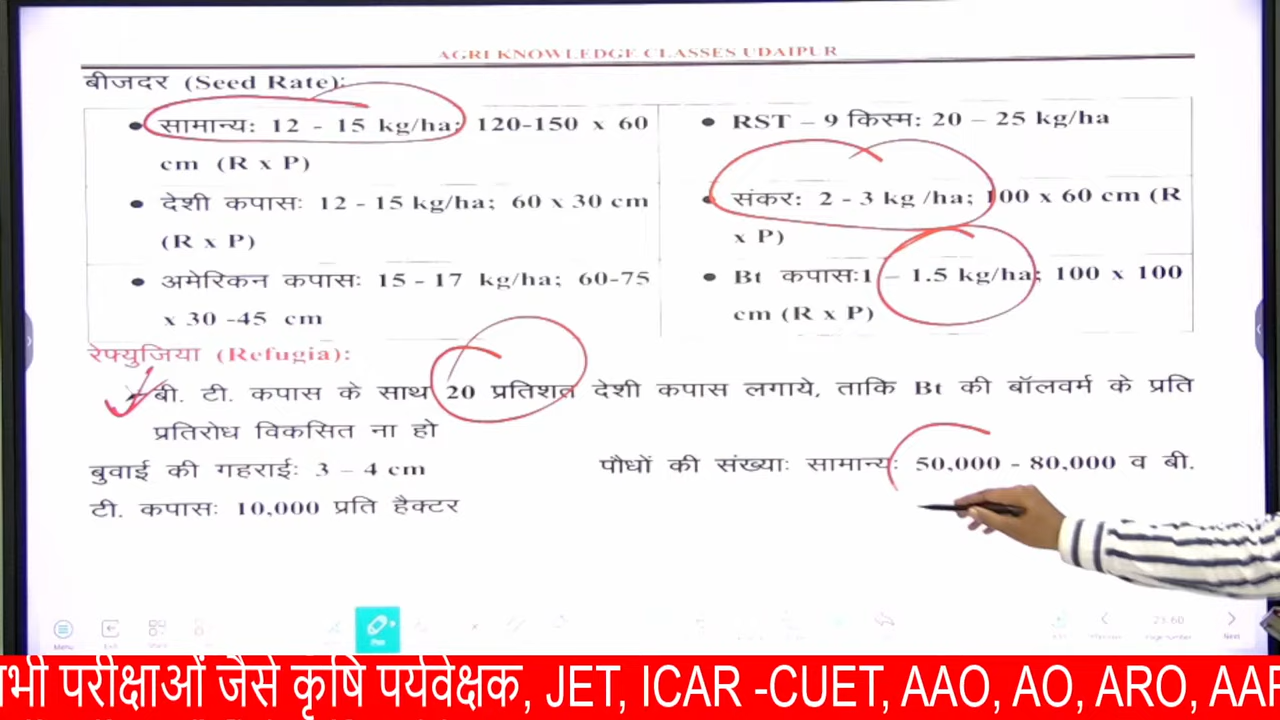 AGRI KNOWLEDGE CLASSES UDAIPUR
बीजदर (Seed Rate):
• सामान्य: 12 - 15 kg/ha; 120-150 x 60
cm (R x P)
• RST – 9 किस्म: 20 – 25 kg/ha
• देशी कपास: 12 - 15 kg/ha; 60 x 30 cm
(R x P)
• संकर: 2 - 3 kg /ha; 100 x 60 cm (R
x P)
• अमेरिकन कपास: 15 - 17 kg/ha; 60-75
x 30 -45 cm
• Bt कपास:1 – 1.5 kg/ha; 100 x 100
cm (R x P)
रेफ्युजिया (Refugia):
बी. टी. कपास के साथ 20 प्रतिशत देशी कपास लगाये, ताकि Bt की बॉलवर्म के प्रति
प्रतिरोध विकसित ना हो
बुवाई की गहराई: 3 – 4 cm पौधों की संख्या: सामान्य: 50,000 - 80,000 व बी.
टी. कपास: 10,000 प्रति हैक्टर
Menu
Pen
Page number
Next
भी परीक्षाओं जैसे कृषि पर्यवेक्षक, JET, ICAR -CUET, AAO, AO, ARO, AAR